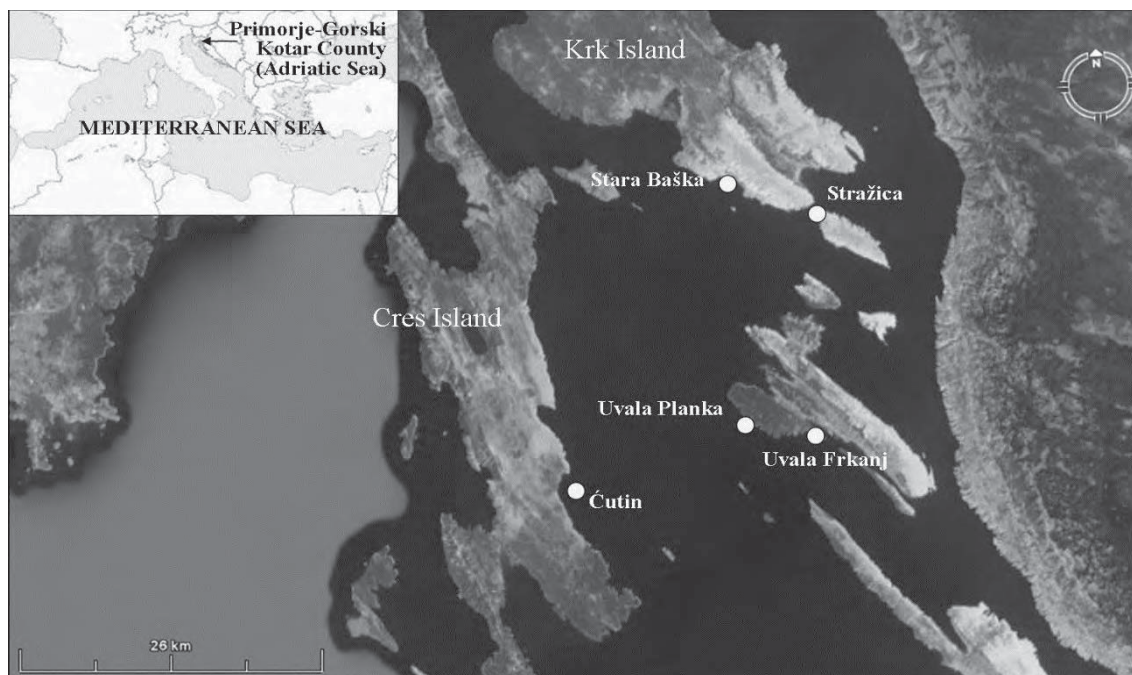 Primorje-Gorski
Kotar County
(Adriatic Sea)
MEDITERRANEAN SEA
Krk Island
N
Stara Baška
Stražica
Cres Island
Uvala Planka
Uvala Frkanj
Ćutin
26 km